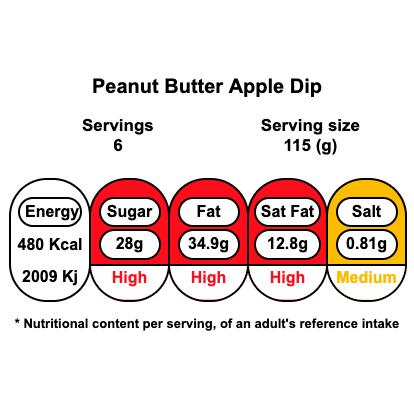 Peanut Butter Apple Dip
Servings Serving size
6 115 (g)
Energy Sugar Fat Sat Fat Salt
480 Kcal 28g 34.9g 12.8g 0.81g
2009 Kj High High High Medium
* Nutritional content per serving, of an adult's reference intake